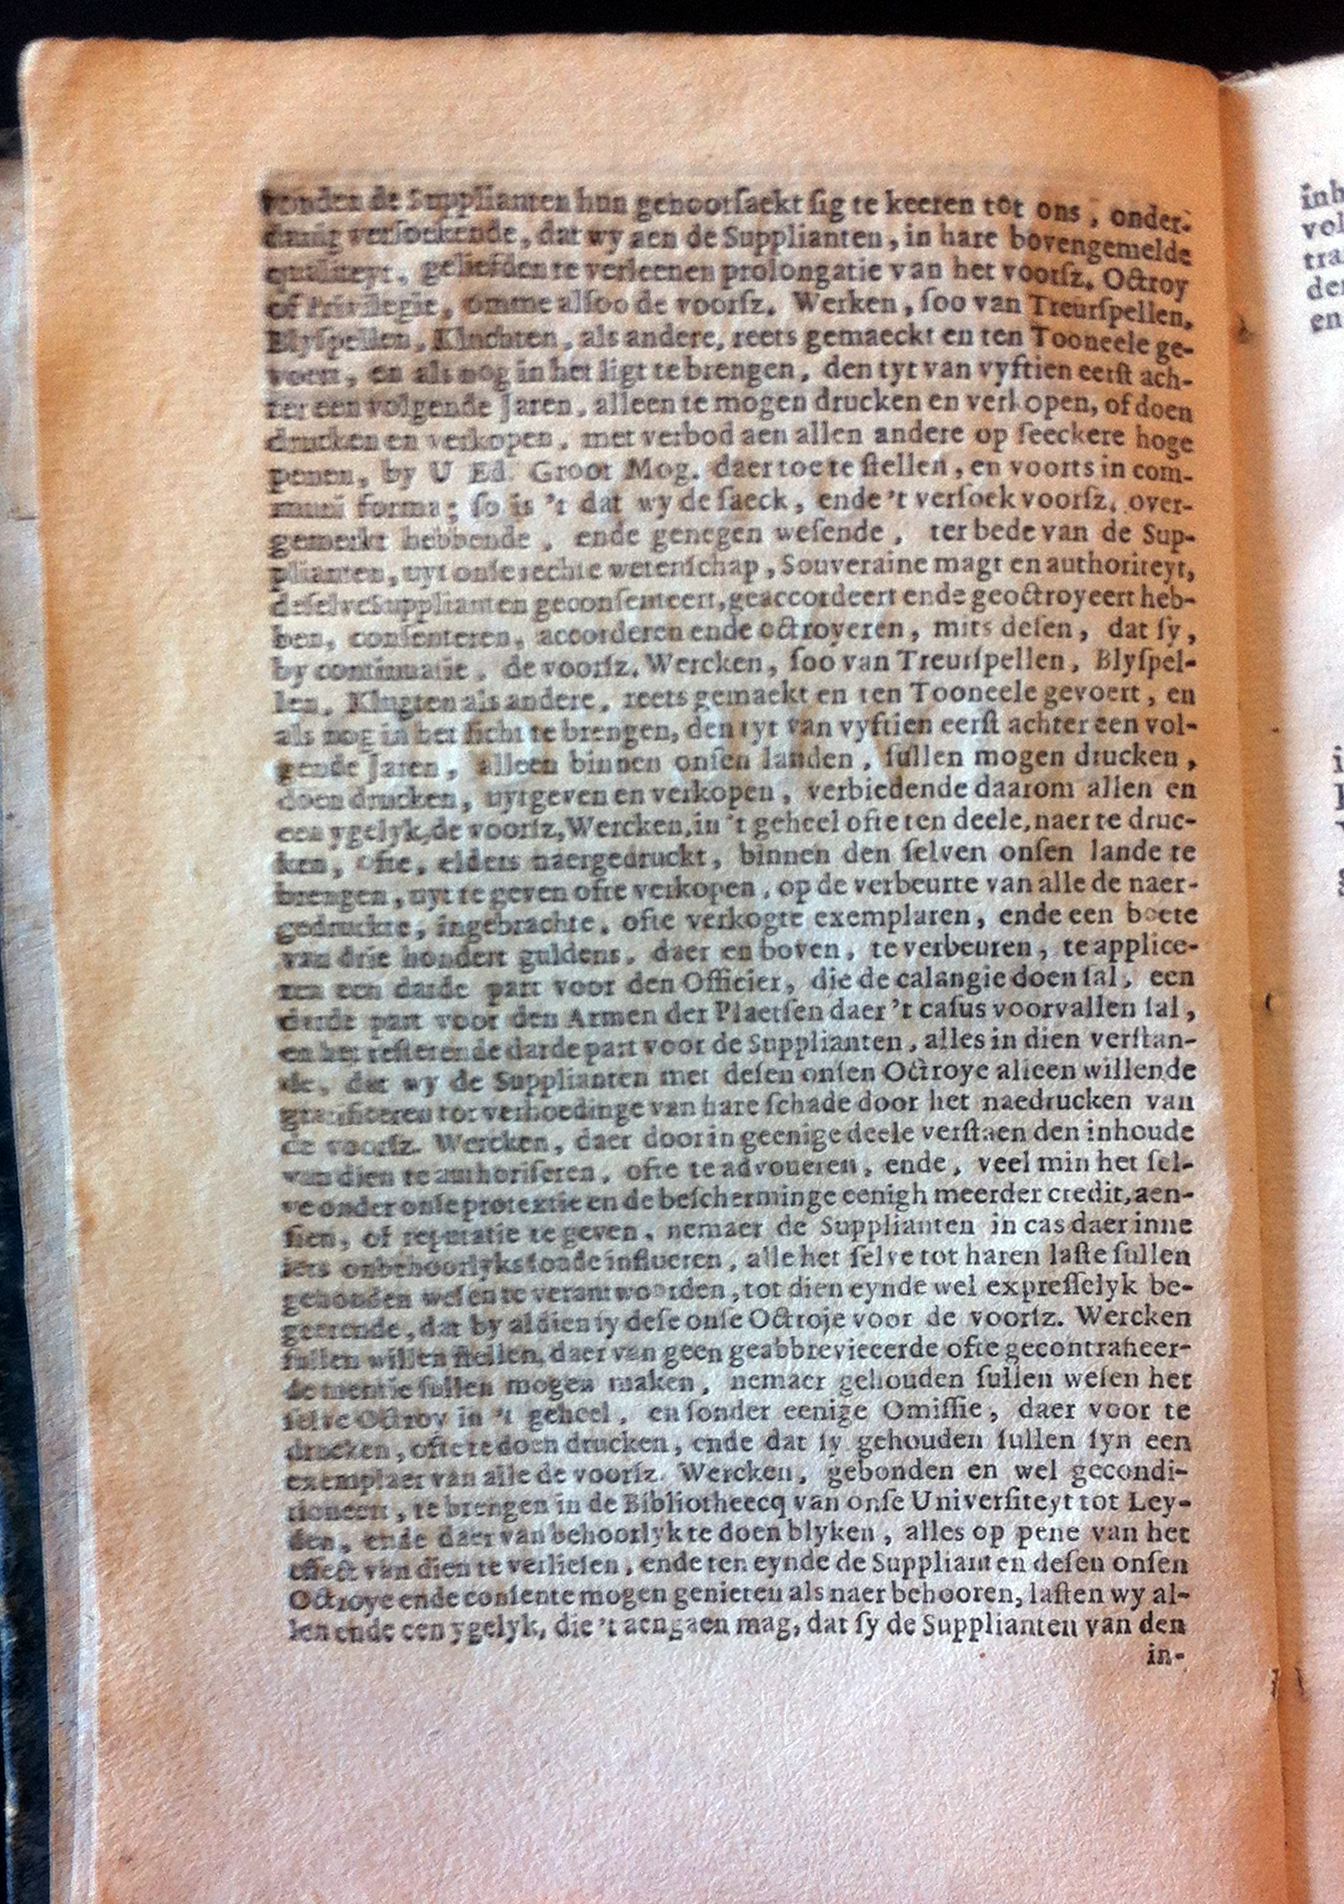 vonden de Supplianten hun genootsaekt sig te keeren tot ons, onder-
danig versoekende, dat wy aen de Supplianten, in hare bovengemelde
qualiteyt, geliefden te verleenen prolongatie van het voorsz. Octroy
of Privilegie, omme alsoo de voorsz. Werken, soo van Treurspellen,
Blyspellen, Kluchten, als andere, reets gemaeckt en ten Tooneele ge-
voert, en als nog in het ligt te brengen, den tyt van vyftien eerst ach-
ter een volgende Jaren, alleen te mogen drucken en verkopen, of doen
drucken en verkopen, met verbod aen allen andere op seeckere hoge
penen, by U Ed. Groot Mog. daer toe te stellen, en voorts in com-
muni forma; so is 't dat wy de saeck, ende 't versoek voorsz. over-
gemerkt hebbende, ende genegen wesende, ter bede van de Sup-
plianten, uyt onse rechte wetenschap, Souveraine magt en authoriteyt,
deselve Supplianten geconsenteert, geaccordeert ende geoctroyeert heb-
ben, consenteren, accorderen ende octroyeren, mits desen, dat sy,
by continuatie, de voorsz. Wercken, soo van Treurspellen, Blyspel-
len, Klugten als andere, reets gemaekt en ten Tooneele gevoert, en
als nog in het licht te brengen, den tyt van vyftien eerst achter een vol-
gende Jaren, alleen binnen onsen landen, sullen mogen drucken,
doen drucken, uytgeven en verkopen, verbiedende daarom allen en
een ygelyk, de voorsz, Wercken, in 't geheel ofte ten deele, naer te druc-
ken, ofte, elders naergedruckt, binnen den selven onsen lande te
brengen, uyt te geven ofte verkopen, op de verbeurte van alle de naer-
gedruckte, ingebrachte, ofte verkogte exemplaren, ende een boete
van drie hondert guldens, daer en boven, te verbeuren, te applice-
ren een darde part voor den Officier, die de calangie doen sal, een
darde part voor den Armen der Plaetsen daer 't casus voorvallen sal,
en het resterende darde part voor de Supplianten, alles in dien verstan-
de, dat wy de Supplianten met desen onsen Octroye alleen willende
gratificeren tot verhoedinge van hare schade door het naedrucken van
de voorsz. Wercken, daer door in geenige deele verstaen den inhoude
van dien te authoriseren, ofte te advoueren, ende, veel min het sel-
ve onder onse protextie en de bescherminge eenigh meerder credit, aen-
sien, of reputatie te geven, nemaer de Supplianten in cas daer inne
iets onbehoorlyks soude influeren, alle het selve tot haren laste sullen
gehouden wesen te verantwoorden, tot dien eynde wel expresselyk be-
geerende, dat by aldien sy dese onse Octroje voor de voorsz. Wercken
sullen willen stellen, daer van geen geabbrevieerde ofte gecontraheer-
de mentie sullen mogen maken, nemaer gehouden sullen wesen het
selve Octroy in 't geheel, en sonder eenige Omissie, daer voor te
drucken, ofte te doen drucken, ende dat sy gehouden sullen syn een
exemplaer van alle de voorsz. Wercken, gebonden en wel gecondi-
tioneert, te brengen in de Bibliotheecq van onse Universiteyt tot Ley-
den, ende daer van behoorlyk te doen blyken, alles op pene van het
effect van dien te verliesen, ende ten eynde de Supplianten desen onsen
Octroye ende consente mogen genieten als naer behooren, lasten wy al-
len ende een ygelyk, die 't aengaen mag, dat sy de Supplianten van den
in-
inh
vol
tra
der
en